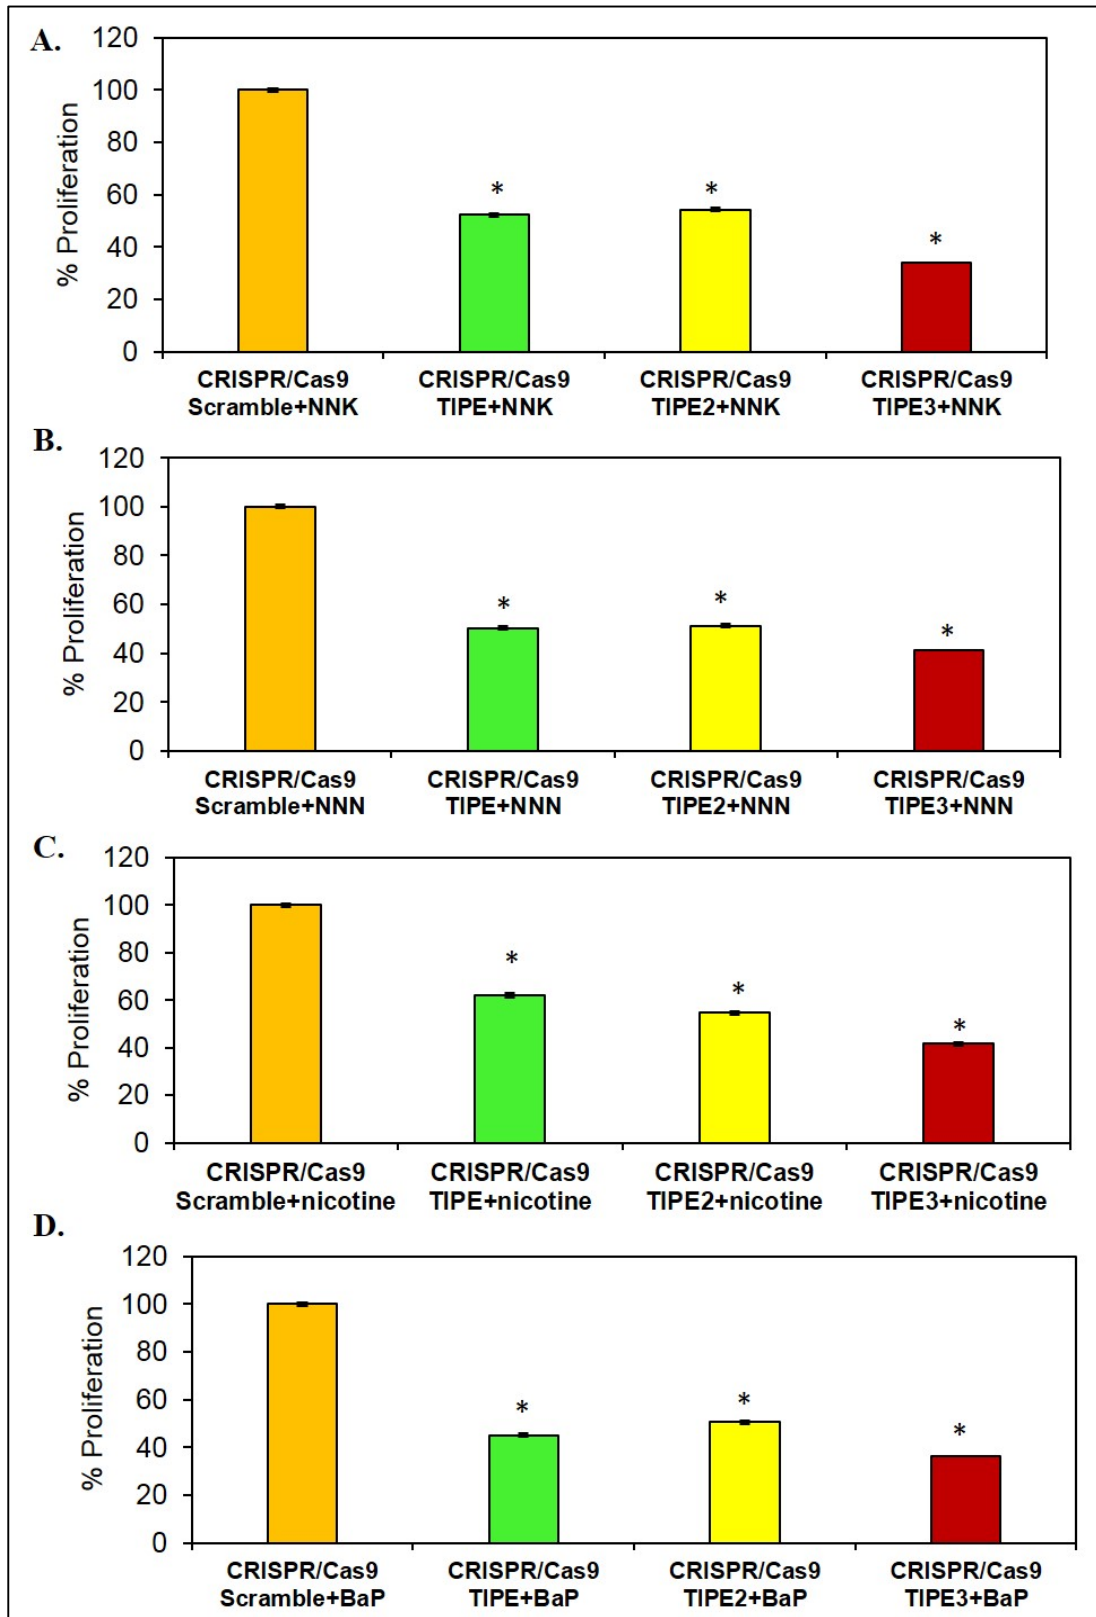 A.
120
100
80
60
40
20
0
% Proliferation
* * *
CRISPR/Cas9 CRISPR/Cas9 CRISPR/Cas9 CRISPR/Cas9
Scramble+NNK TIPE+NNK TIPE2+NNK TIPE3+NNK
B.
120
100
80
60
40
20
0
% Proliferation
* * *
CRISPR/Cas9 CRISPR/Cas9 CRISPR/Cas9 CRISPR/Cas9
Scramble+NNN TIPE+NNN TIPE2+NNN TIPE3+NNN
C.
120
100
80
60
40
20
0
% Proliferation
* * *
CRISPR/Cas9 CRISPR/Cas9 CRISPR/Cas9 CRISPR/Cas9
Scramble+nicotine TIPE+nicotine TIPE2+nicotine TIPE3+nicotine
D.
120
100
80
60
40
20
0
% Proliferation
* * *
CRISPR/Cas9 CRISPR/Cas9 CRISPR/Cas9 CRISPR/Cas9
Scramble+BaP TIPE+BaP TIPE2+BaP TIPE3+BaP